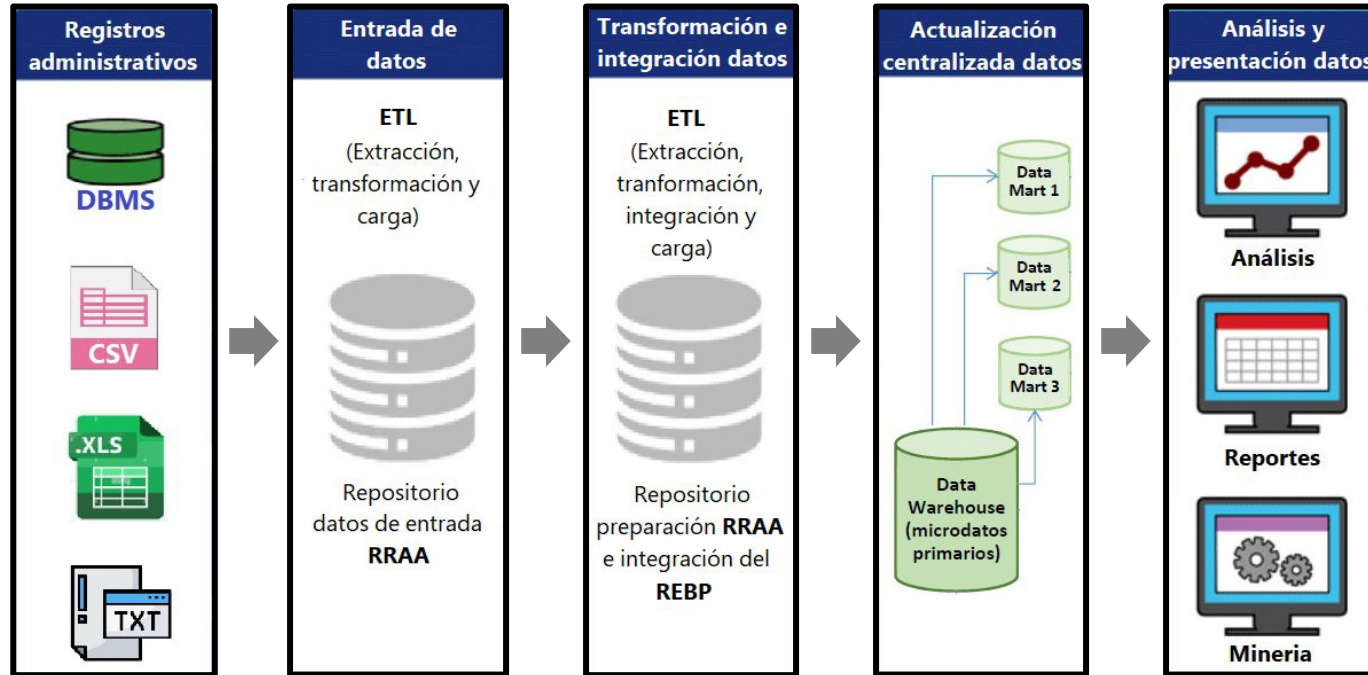 Registros
administrativos
DBMS
CSV
.XLS
TXT
Entrada de
datos
ETL
(Extracción,
transformación y
carga)
Repositorio
datos de entrada
RRAA
Transformación e
integración datos
ETL
(Extracción,
tranformación,
integración y
carga)
Repositorio
preparación RRAA
e integración del
REBP
Actualización
centralizada datos
Data
Mart 1
Data
Mart 2
Data
Mart 3
Data
Warehouse
(microdatos
primarios)
Análisis y
presentación datos
Análisis
Reportes
Mineria